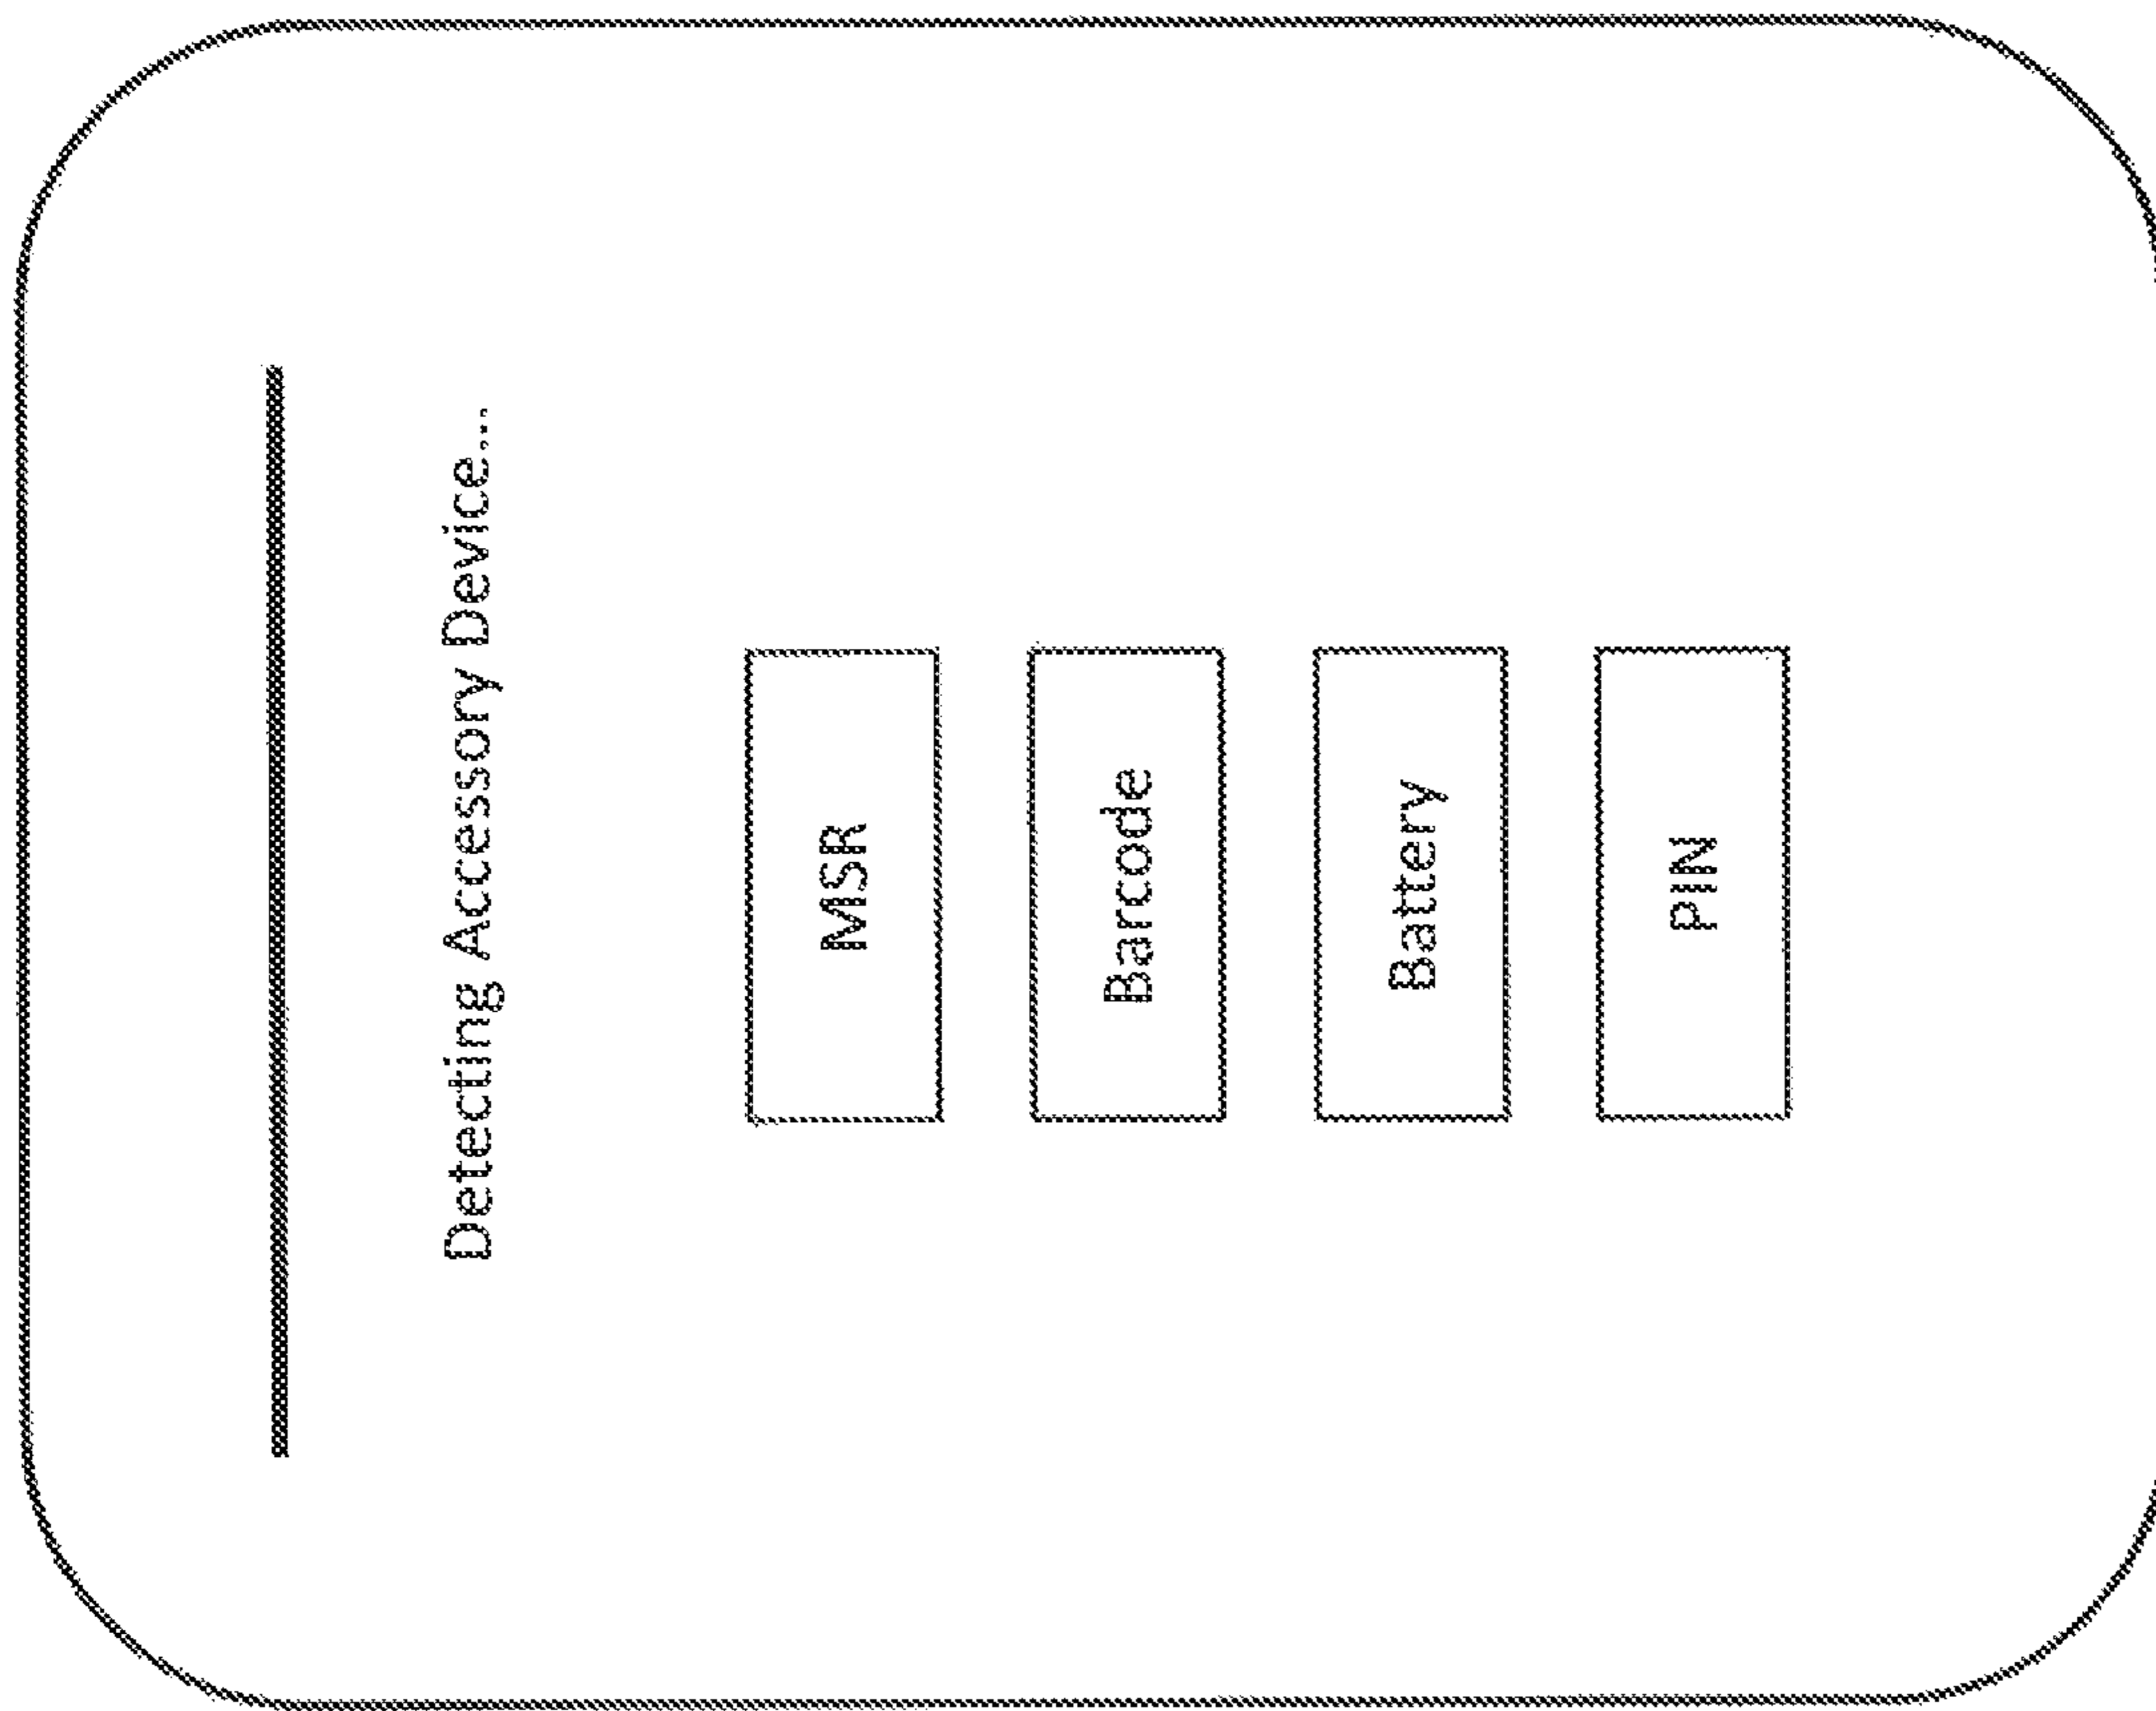 Detecting Accessory Device...
MSR
Barcode
Battery
PIN